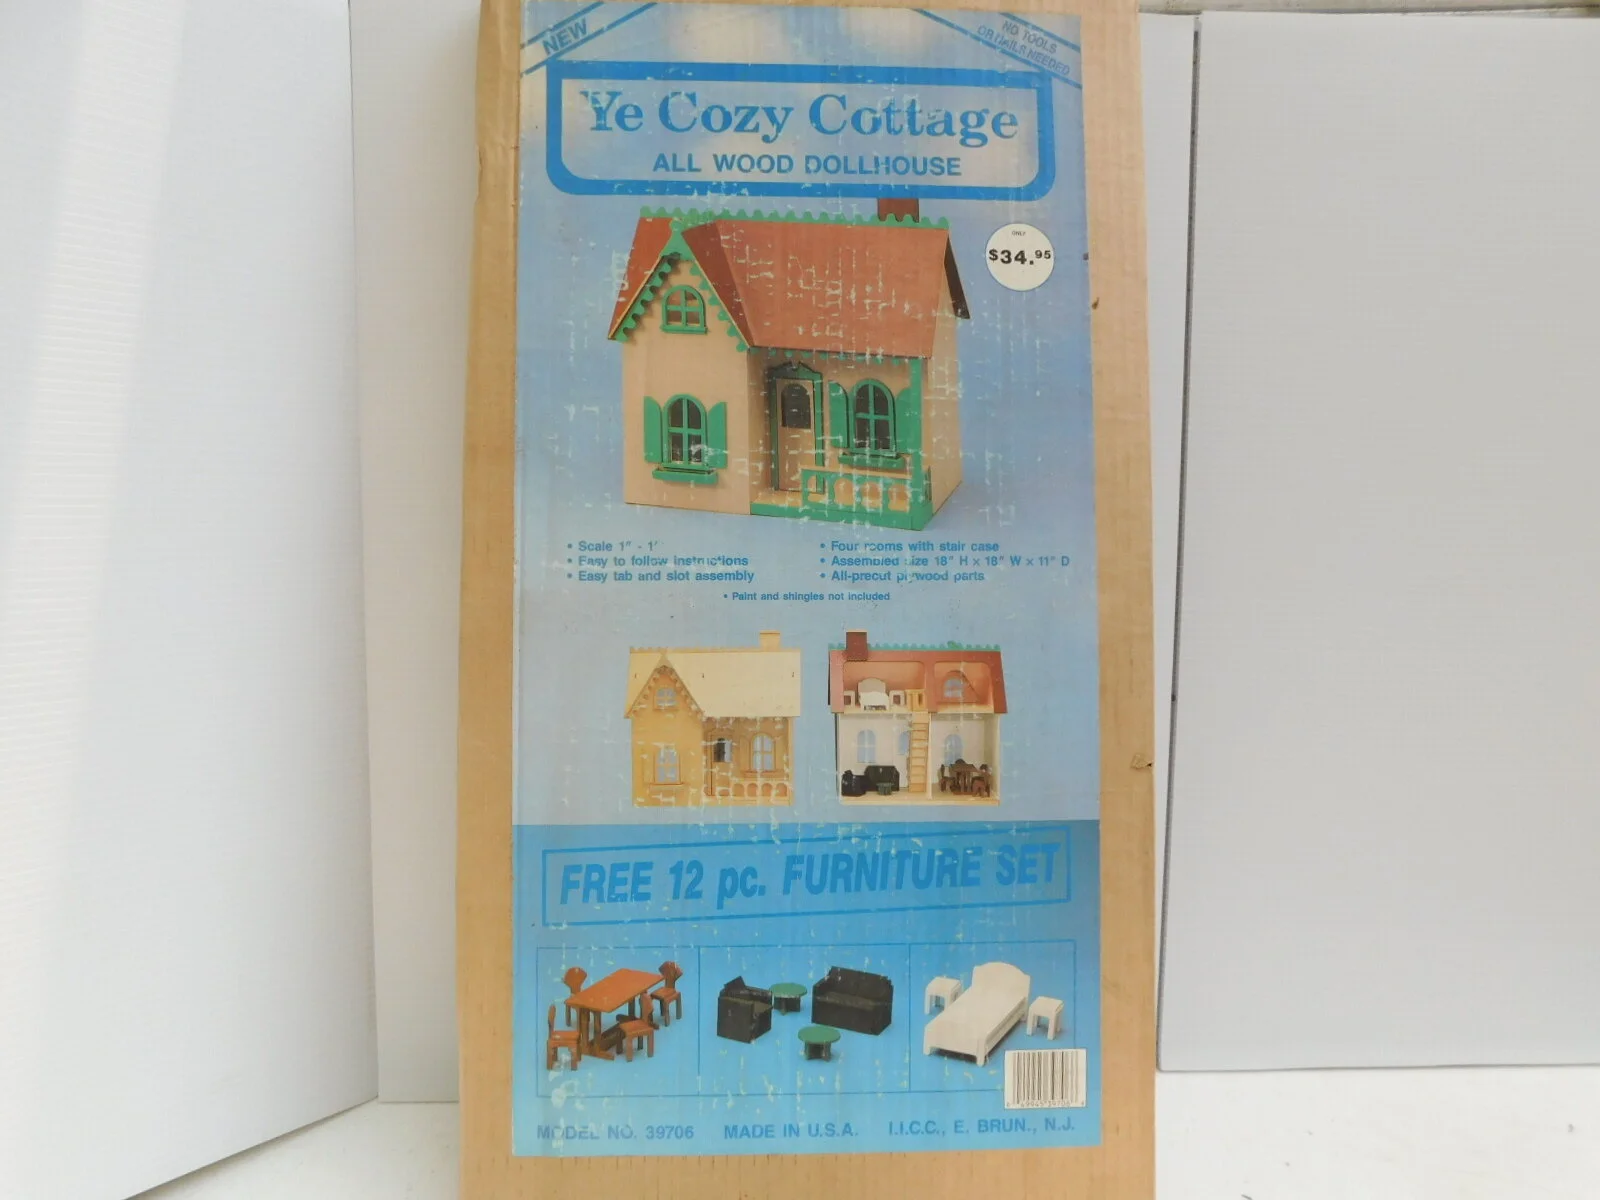 NEW
NO TOOLS
OR NAILS NEEDED
Ye Cozy Cottage
ALL WOOD DOLLHOUSE
ONLY
$34.95
• Scale 1" - 1'
• Easy to follow instructions
• Easy tab and slot assembly
• Four rooms with stair case
• Assembled size 18" H x 18" W x 11" D
• All-precut plywood parts
• Paint and shingles not included
FREE 12 pc. FURNITURE SET
MODEL NO. 39706
MADE IN U.S.A.
I.I.C.C., E. BRUN., N.J.